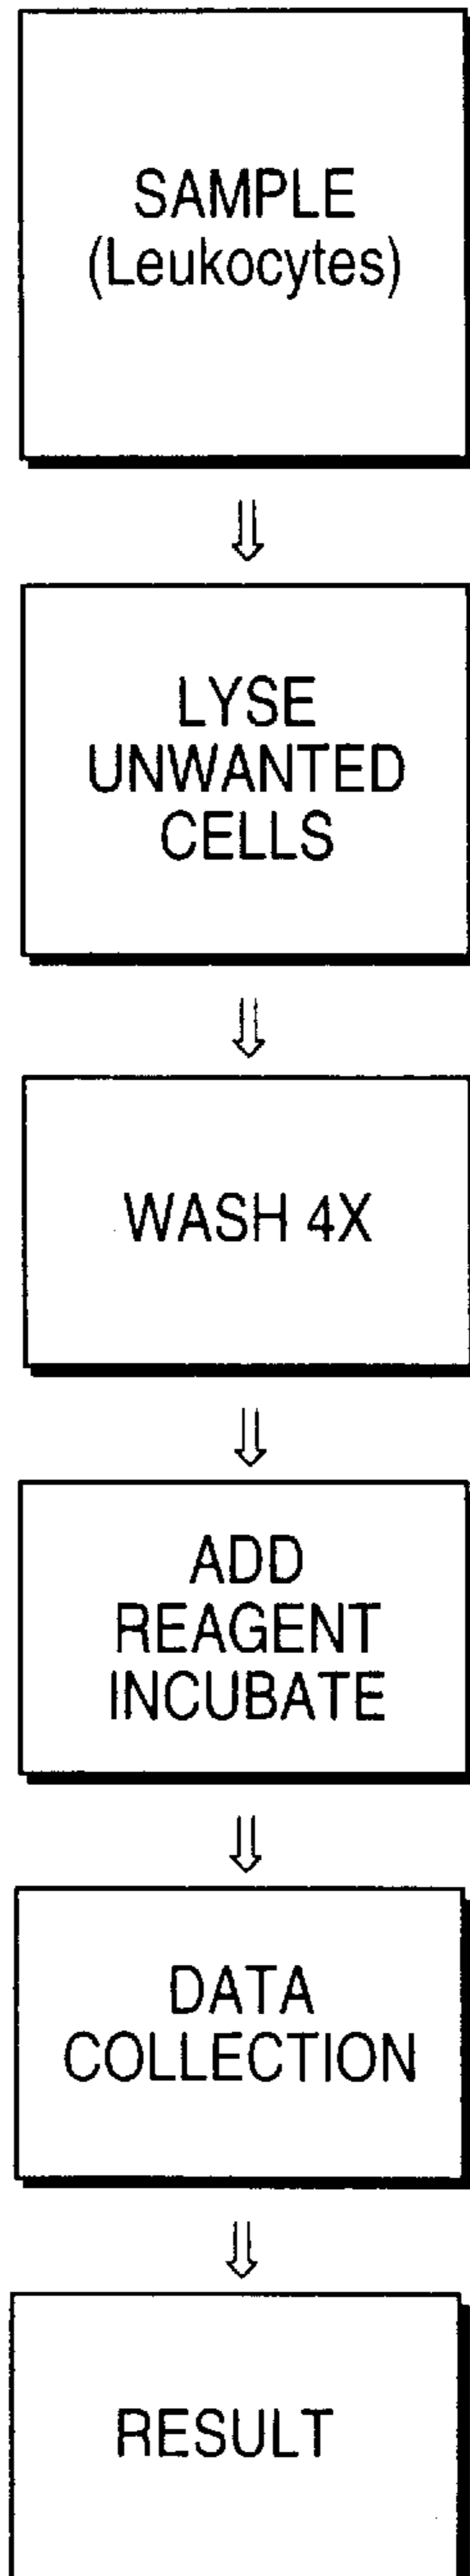 SAMPLE
(Leukocytes)
LYSE
UNWANTED
CELLS
WASH 4X
ADD
REAGENT
INCUBATE
DATA
COLLECTION
RESULT